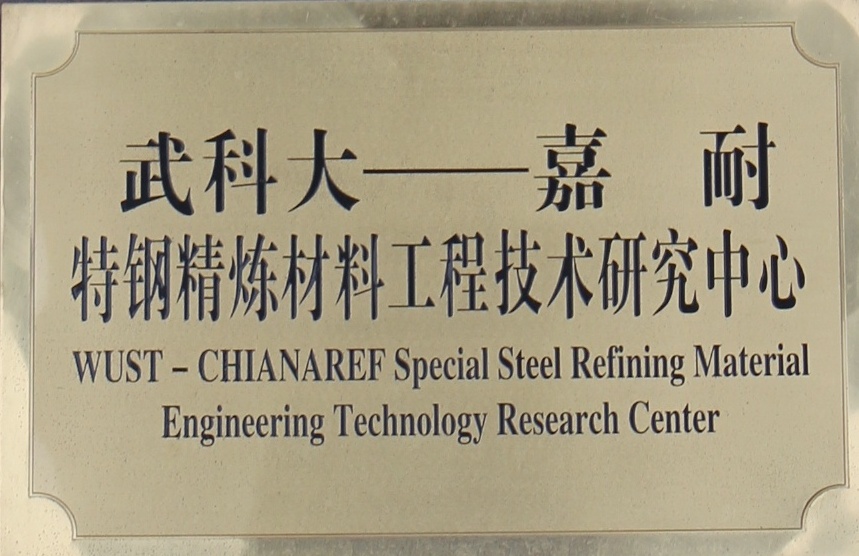 武科大——嘉 耐
特钢精炼材料工程技术研究中心
WUST – CHIANAREF Special Steel Refining Material
Engineering Technology Research Center